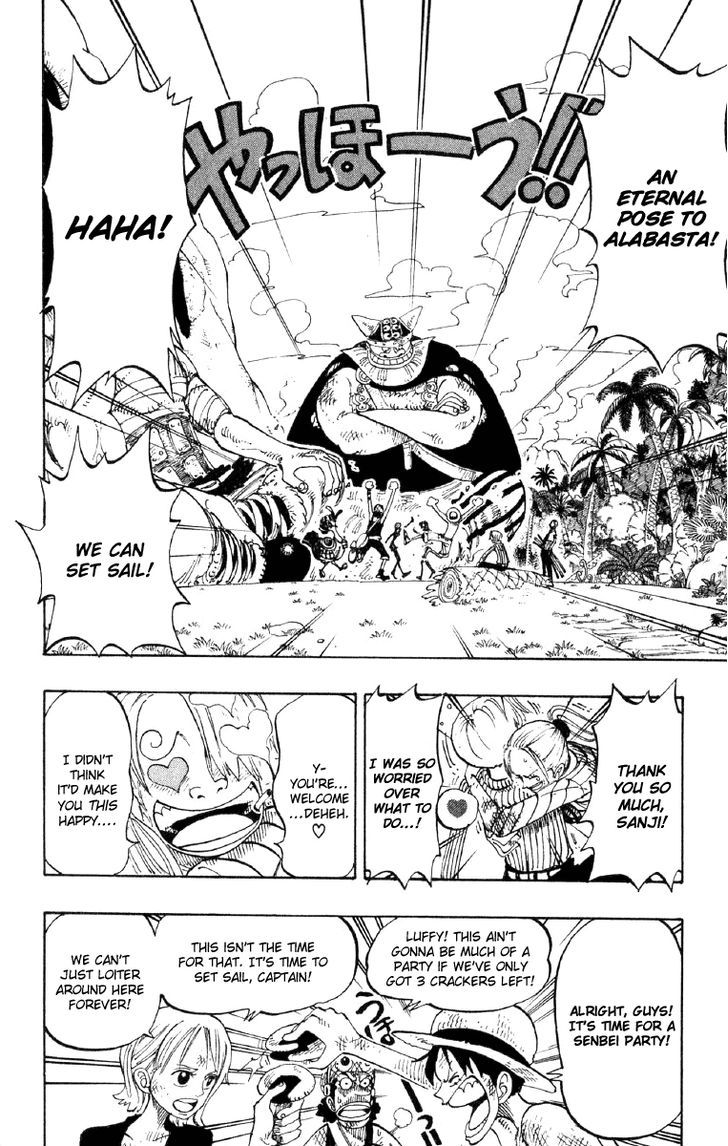 AN
ETERNAL
POSE TO
ALABASTA!
やっほーう!!
HAHA!
WE CAN
SET SAIL!
THANK
YOU SO
MUCH,
SANJI!
I WAS SO
WORRIED
OVER
WHAT TO
DO...!
Y-
YOU'RE...
WELCOME
...DEHEH.
♡
I DIDN'T
THINK
IT'D MAKE
YOU THIS
HAPPY....
ALRIGHT, GUYS!
IT'S TIME FOR A
SENBEI PARTY!
LUFFY! THIS AIN'T
GONNA BE MUCH OF A
PARTY IF WE'VE ONLY
GOT 3 CRACKERS LEFT!
うほ
THIS ISN'T THE TIME
FOR THAT. IT'S TIME TO
SET SAIL, CAPTAIN!
WE CAN'T
JUST LOITER
AROUND HERE
FOREVER!